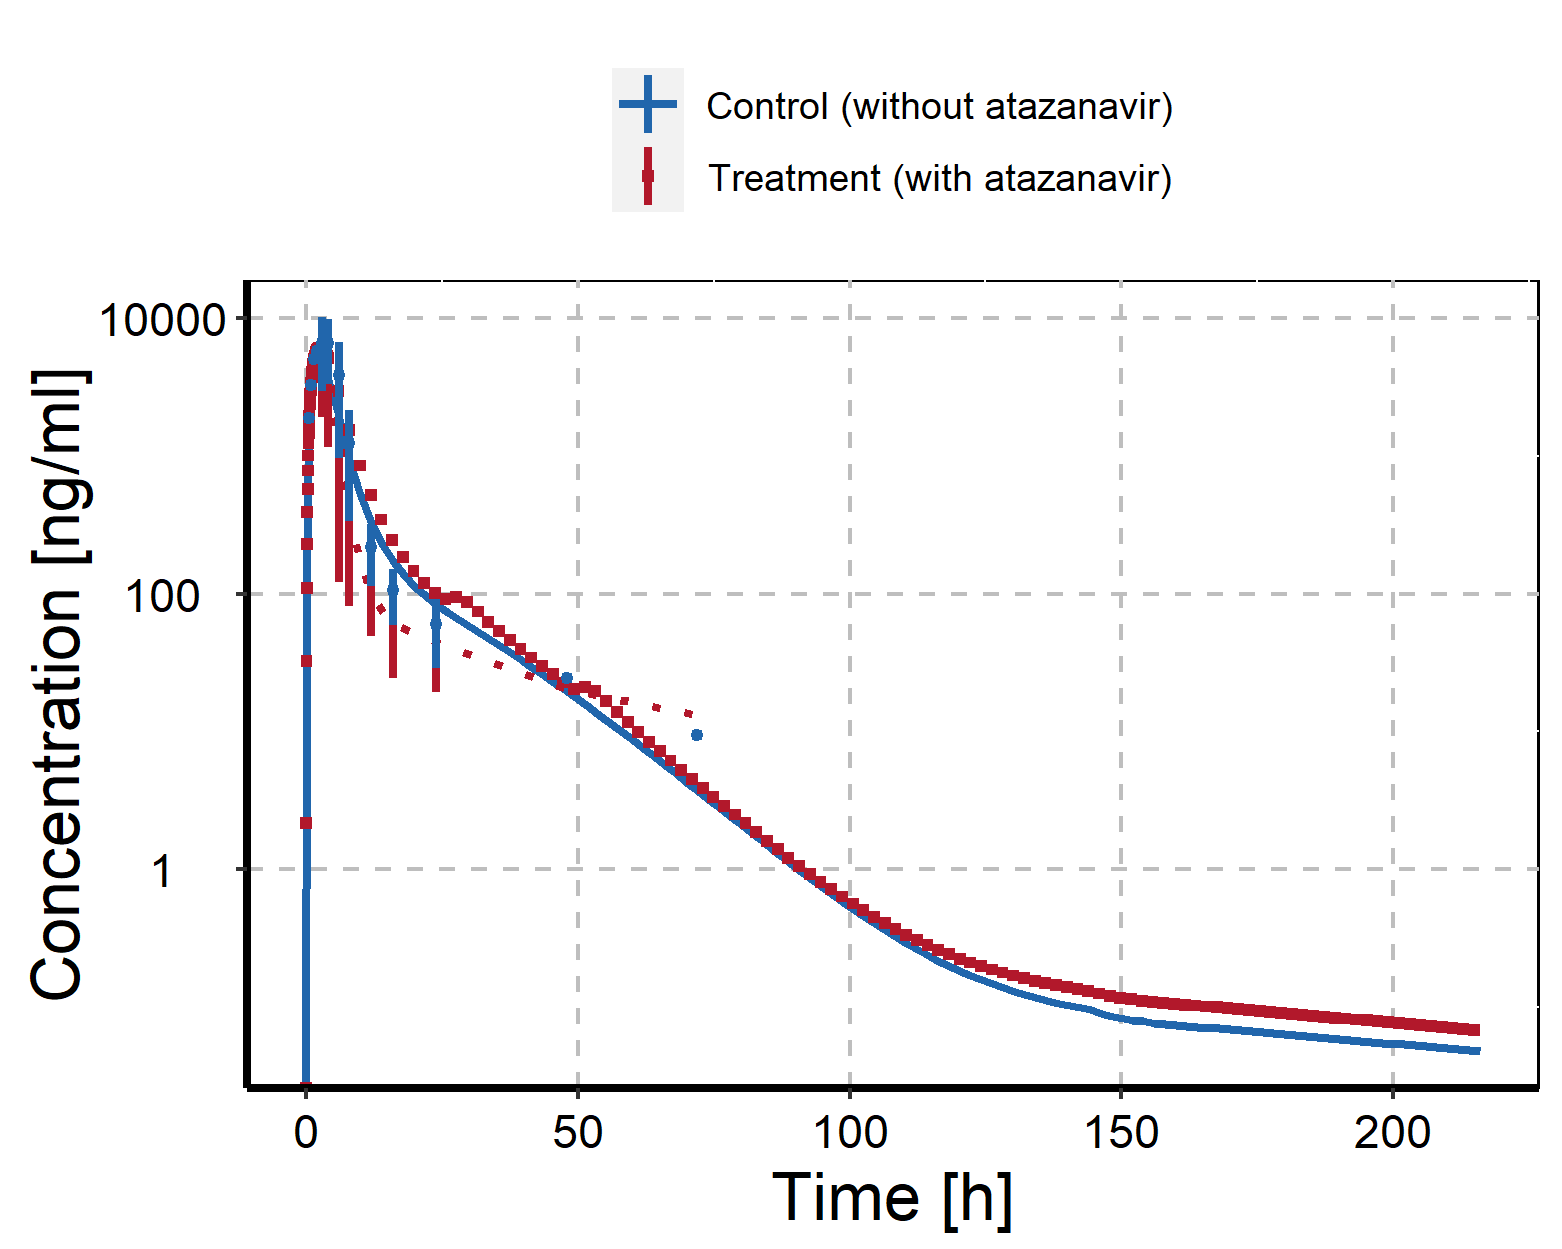 Control (without atazanavir)
Treatment (with atazanavir)
Concentration [ng/ml]
10000
100
1
0 50 100 150 200
Time [h]